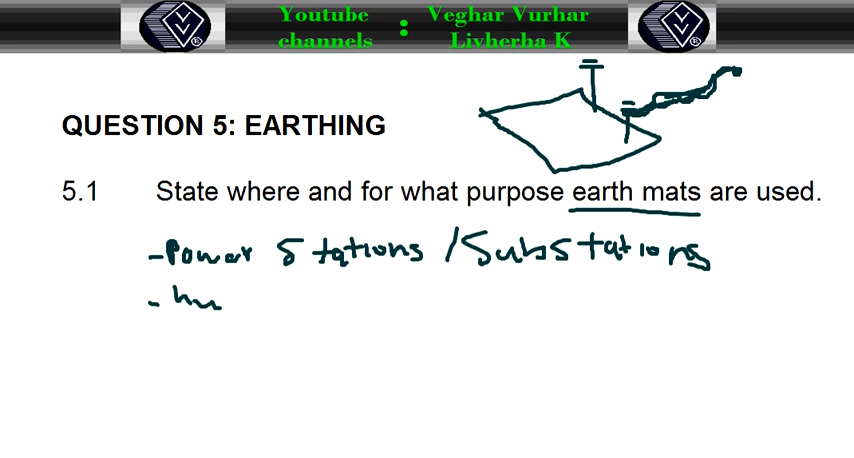 Youtube channels : Veghar Vurhar Livherha K
QUESTION 5: EARTHING
5.1 State where and for what purpose earth mats are used.
- Power Stations / Substations
-